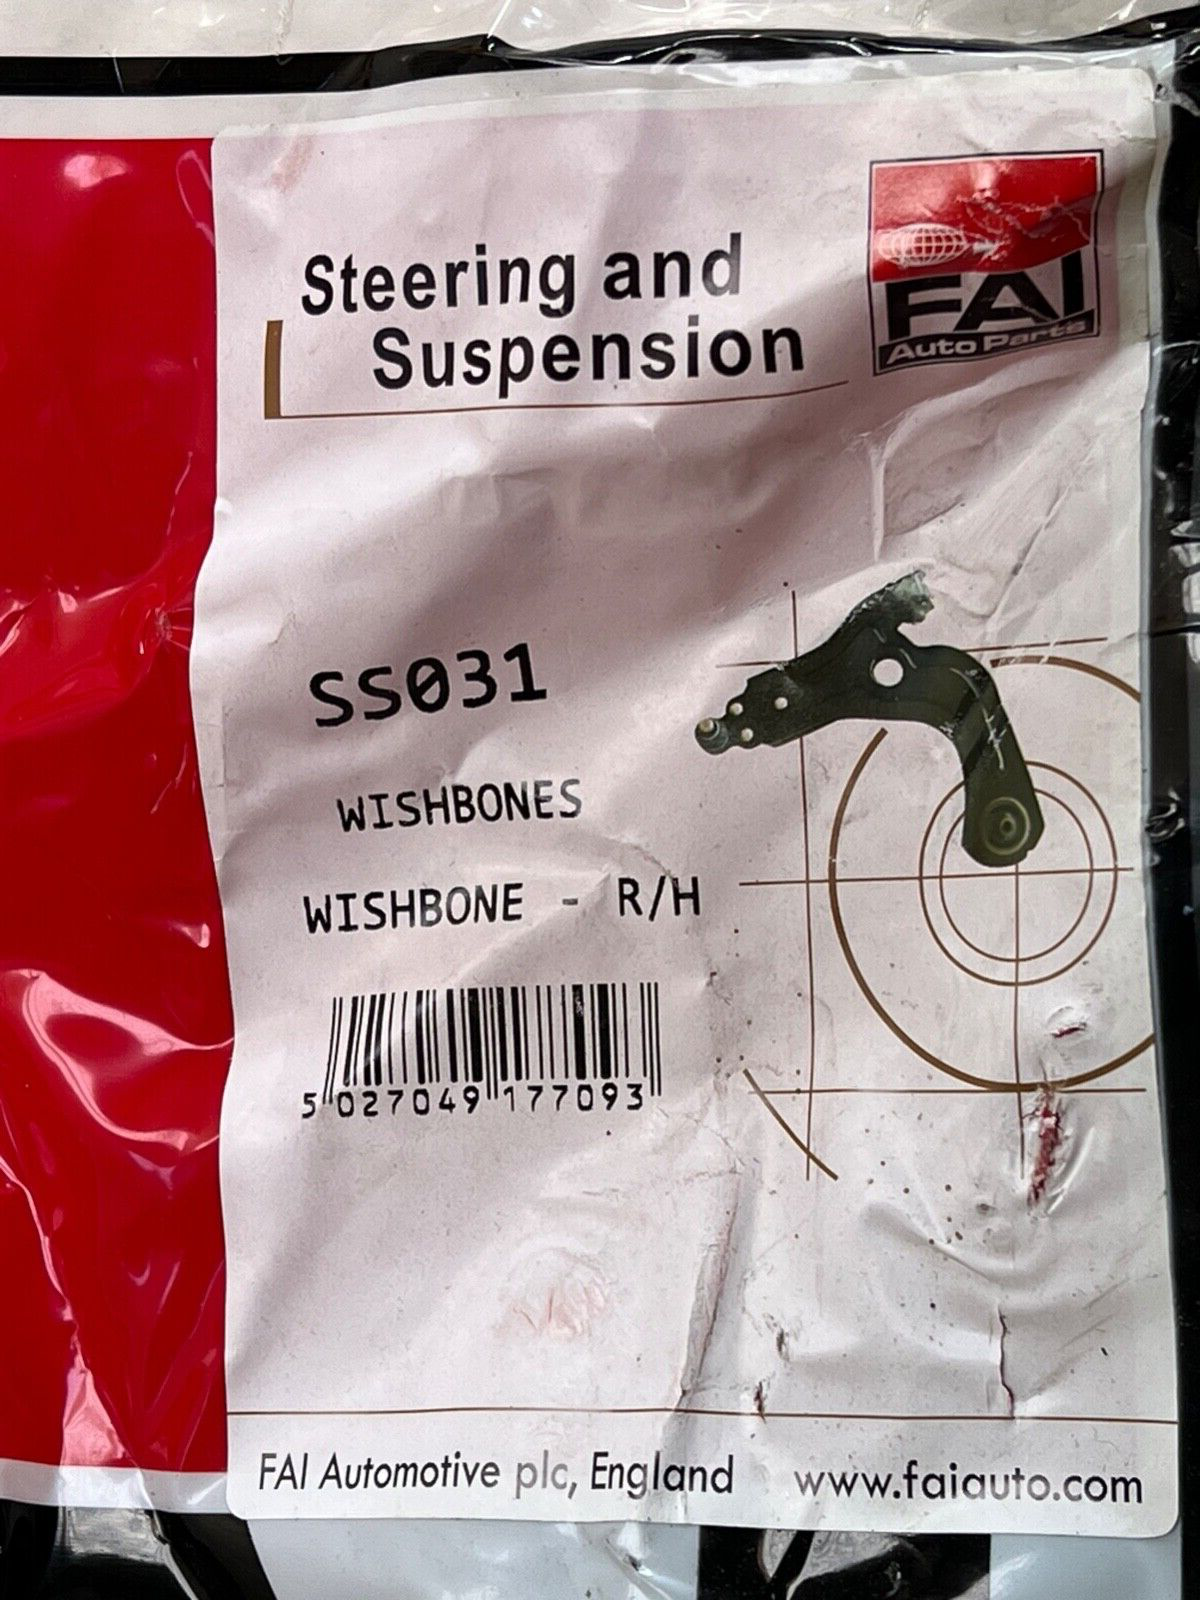 Steering and
Suspension
FAI
Auto Parts
SS031
WISHBONES
WISHBONE - R/H
5 027049 177093
FAI Automotive plc, England
www.faiauto.com